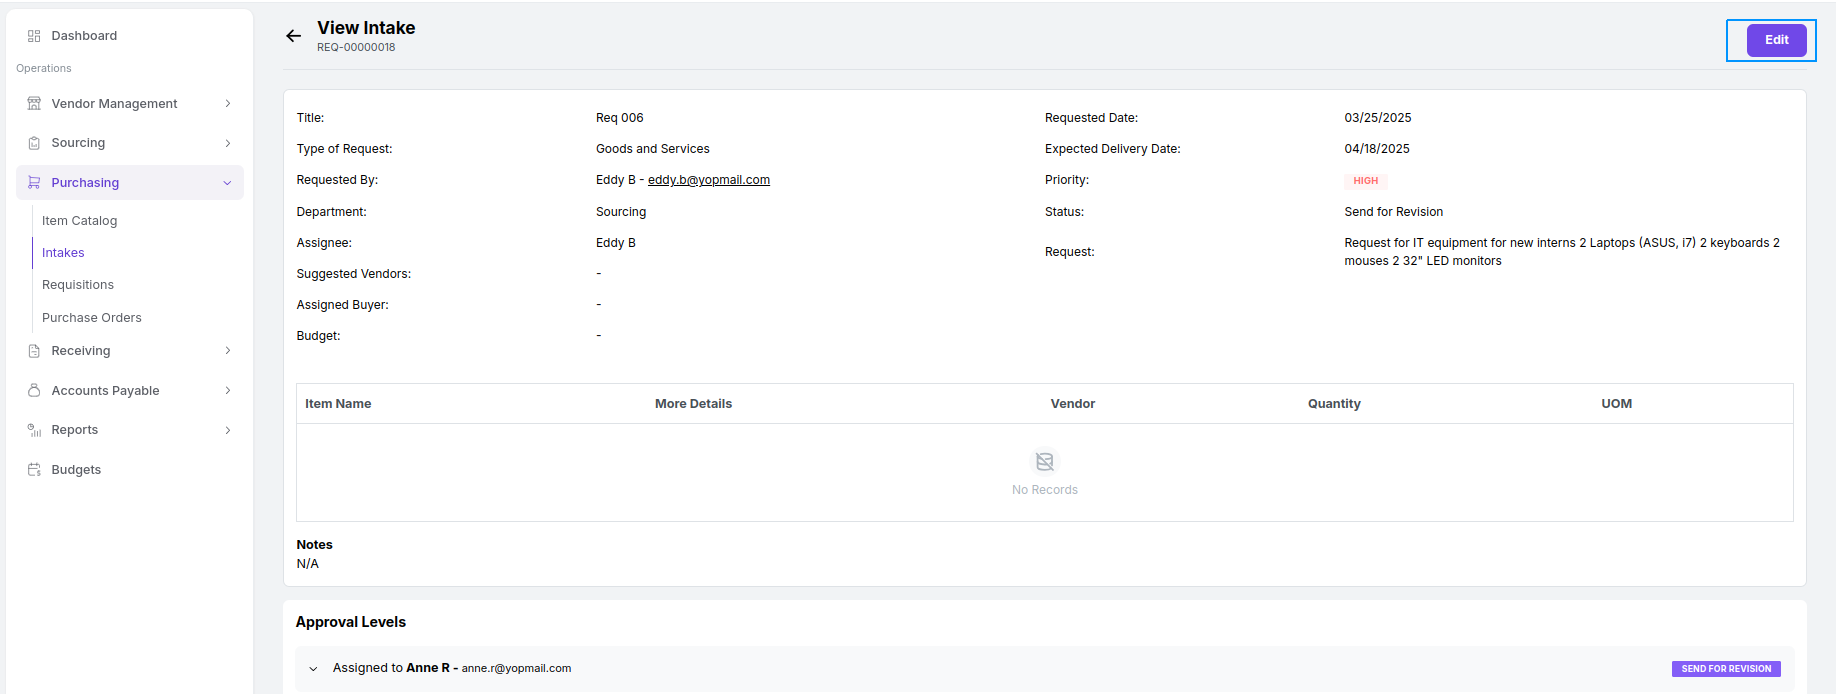 Dashboard
Operations
Vendor Management
Sourcing
Purchasing
Item Catalog
Intakes
Requisitions
Purchase Orders
Receiving
Accounts Payable
Reports
Budgets
View Intake
REQ-00000018
Edit
Title: Req 006
Type of Request: Goods and Services
Requested By: Eddy B - eddy.b@yopmail.com
Department: Sourcing
Assignee: Eddy B
Suggested Vendors: -
Assigned Buyer: -
Budget: -
Requested Date: 03/25/2025
Expected Delivery Date: 04/18/2025
Priority: HIGH
Status: Send for Revision
Request: Request for IT equipment for new interns 2 Laptops (ASUS, i7) 2 keyboards 2
mouses 2 32" LED monitors
Item Name More Details Vendor Quantity UOM
No Records
Notes
N/A
Approval Levels
Assigned to Anne R - anne.r@yopmail.com SEND FOR REVISION